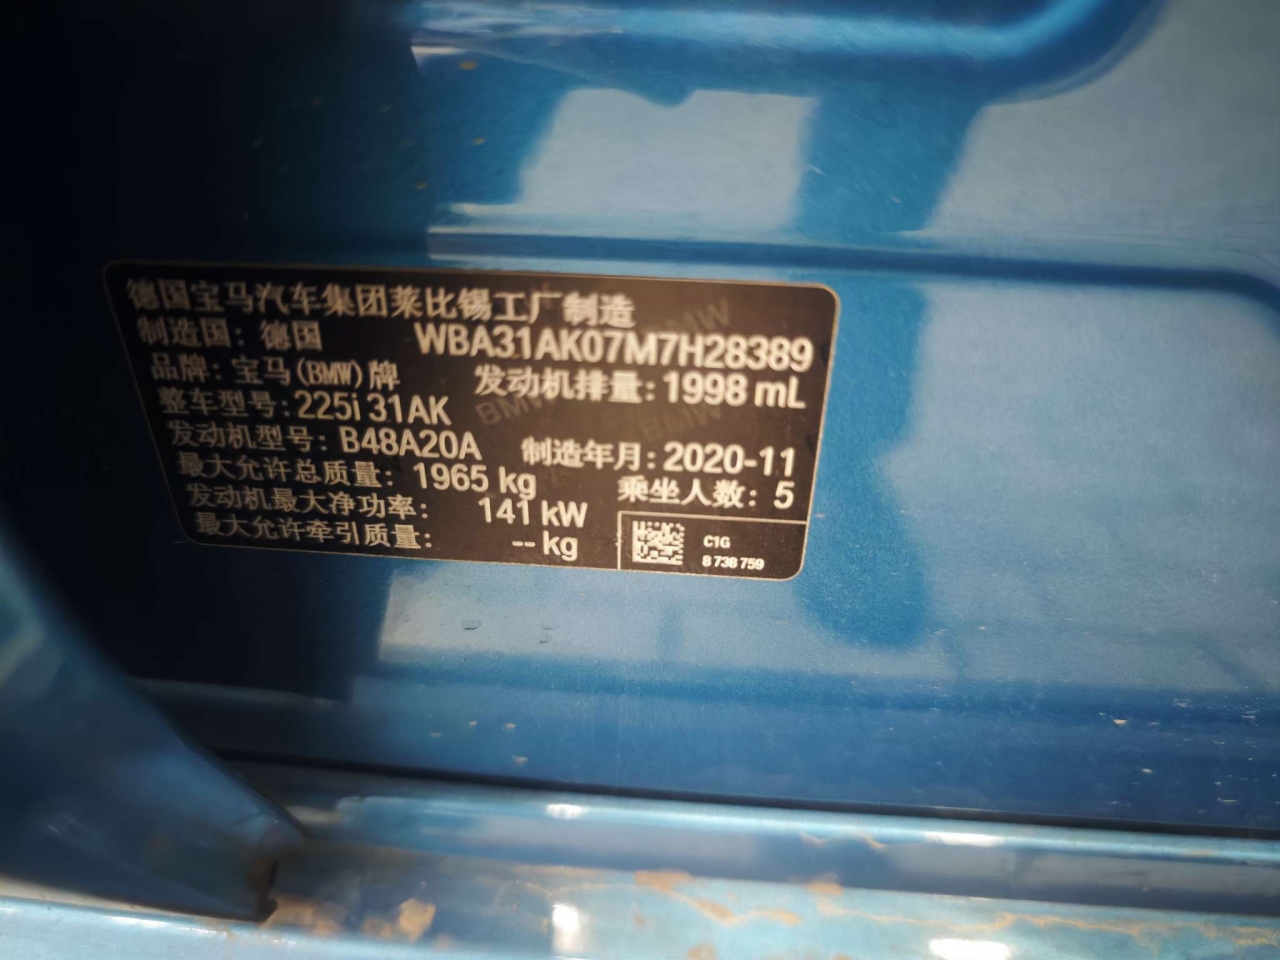 德国宝马汽车集团莱比锡工厂制造
制造国：德国 WBA31AK07M7H28389
品牌：宝马(BMW)牌 发动机排量：1998 mL
整车型号：225i 31AK
发动机型号：B48A20A 制造年月：2020-11
最大允许总质量：1965 kg 乘坐人数：5
发动机最大净功率：141 kW
最大允许牵引质量：-- kg
C1G
8 738 759